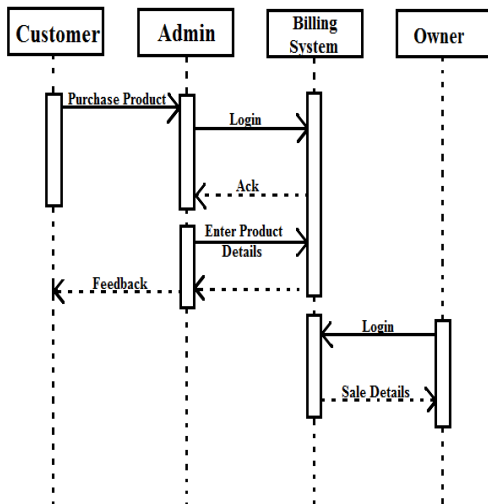 Customer
Admin
Billing
System
Owner
Purchase Product
Login
Ack
Enter Product
Details
Feedback
Login
Sale Details